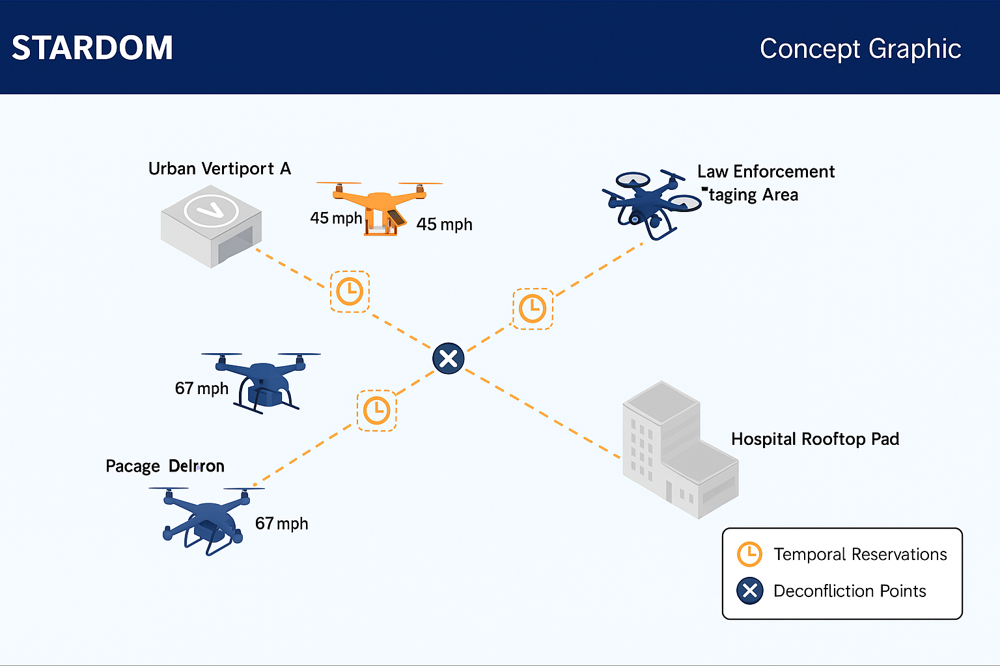 STARDOM
Concept Graphic
Urban Vertiport A
45 mph
45 mph
Law Enforcement
taging Area
67 mph
Pacage Delrron
67 mph
Hospital Rooftop Pad
Temporal Reservations
Deconfliction Points